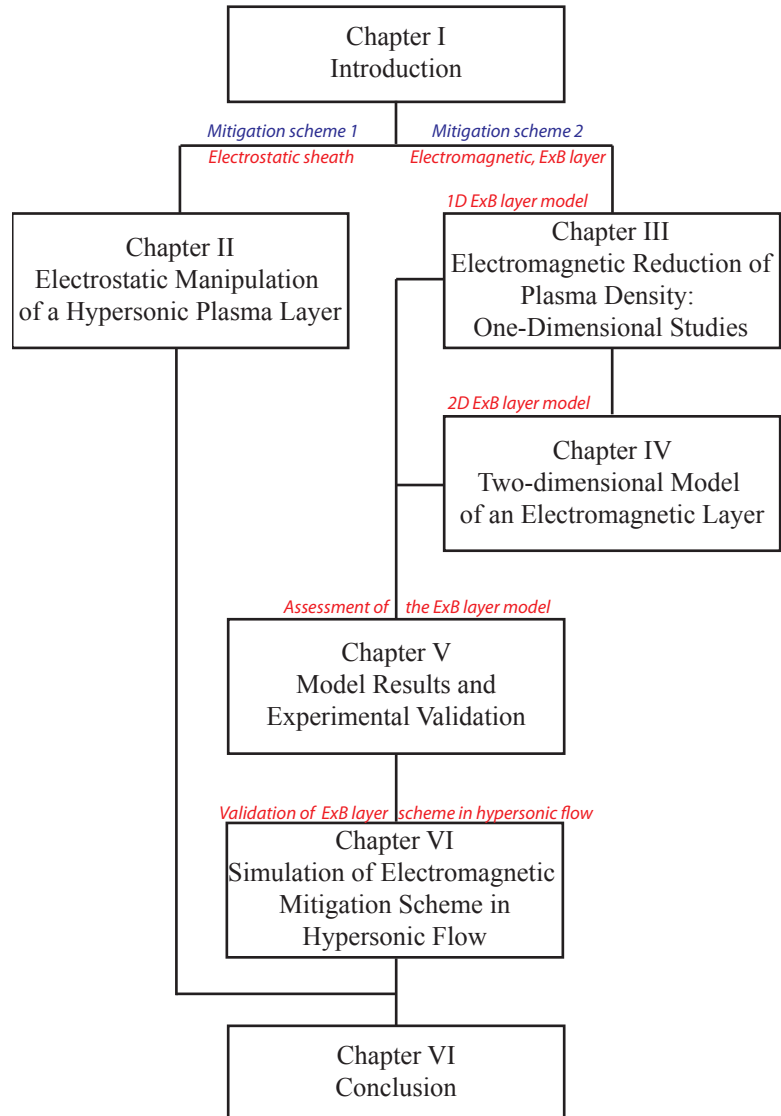 Chapter I
Introduction
Mitigation scheme 1
Mitigation scheme 2
Electrostatic sheath
Electromagnetic, ExB layer
1D ExB layer model
Chapter II
Electrostatic Manipulation
of a Hypersonic Plasma Layer
Chapter III
Electromagnetic Reduction of
Plasma Density:
One-Dimensional Studies
2D ExB layer model
Chapter IV
Two-dimensional Model
of an Electromagnetic Layer
Assessment of the ExB layer model
Chapter V
Model Results and
Experimental Validation
Validation of ExB layer scheme in hypersonic flow
Chapter VI
Simulation of Electromagnetic
Mitigation Scheme in
Hypersonic Flow
Chapter VI
Conclusion